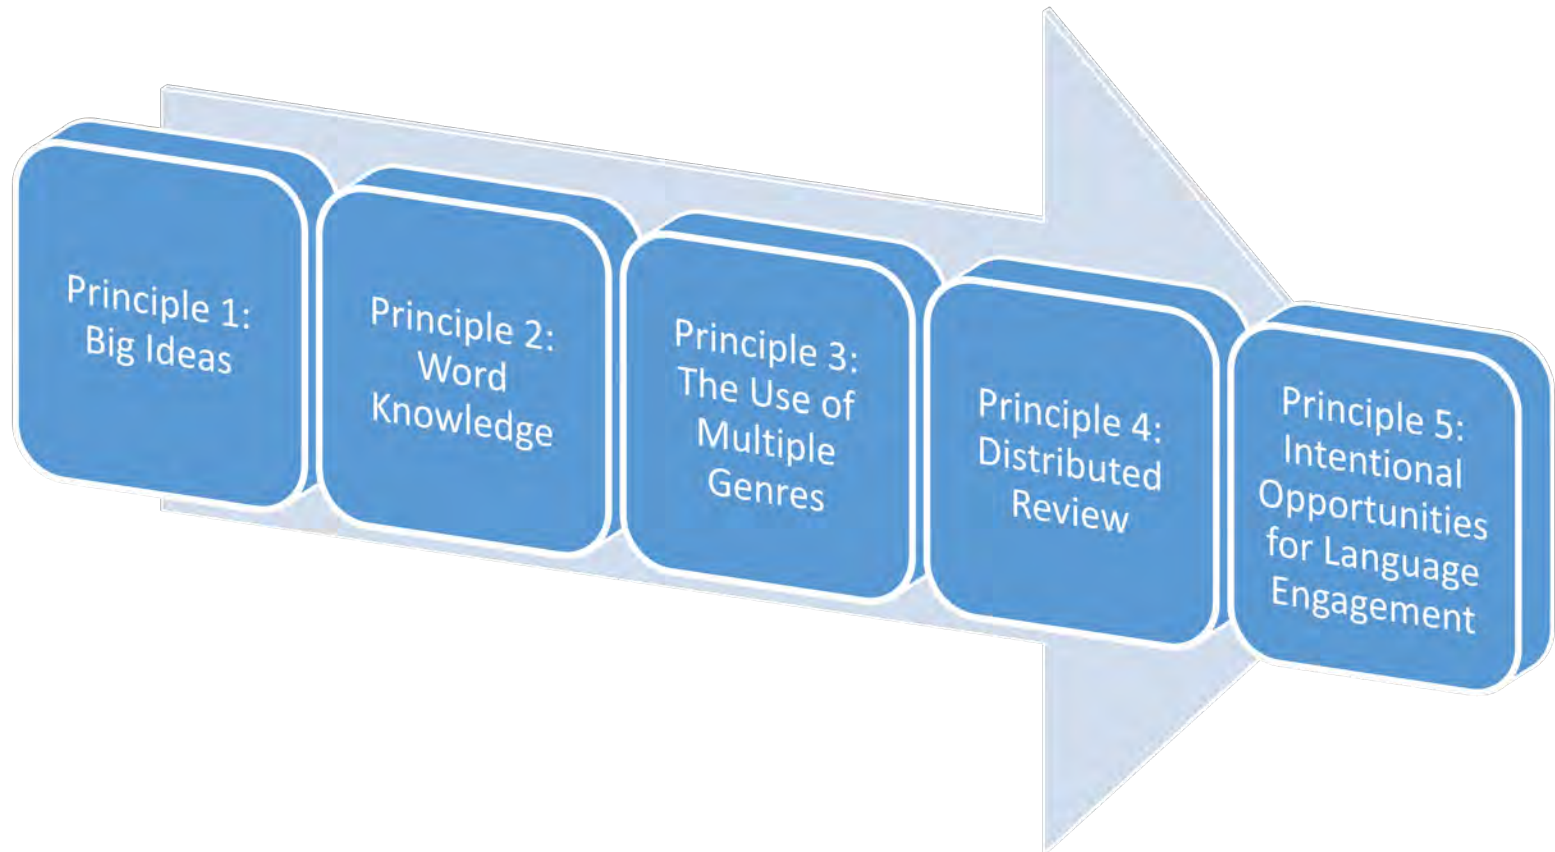 Principle 1:
Big Ideas
Principle 2:
Word
Knowledge
Principle 3:
The Use of
Multiple
Genres
Principle 4:
Distributed
Review
Principle 5:
Intentional
Opportunities
for Language
Engagement